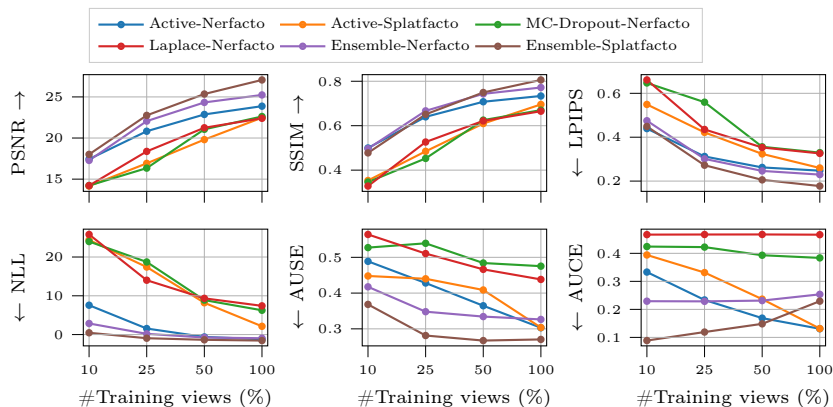 Active-Nerfacto Active-Splatfacto MC-Dropout-Nerfacto
Laplace-Nerfacto Ensemble-Nerfacto Ensemble-Splatfacto
PSNR →
25
20
15
SSIM →
0.8
0.6
0.4
← LPIPS
0.6
0.4
0.2
← NLL
20
10
0
10 25 50 100
#Training views (%)
← AUSE
0.5
0.4
0.3
10 25 50 100
#Training views (%)
← AUCE
0.4
0.3
0.2
0.1
10 25 50 100
#Training views (%)